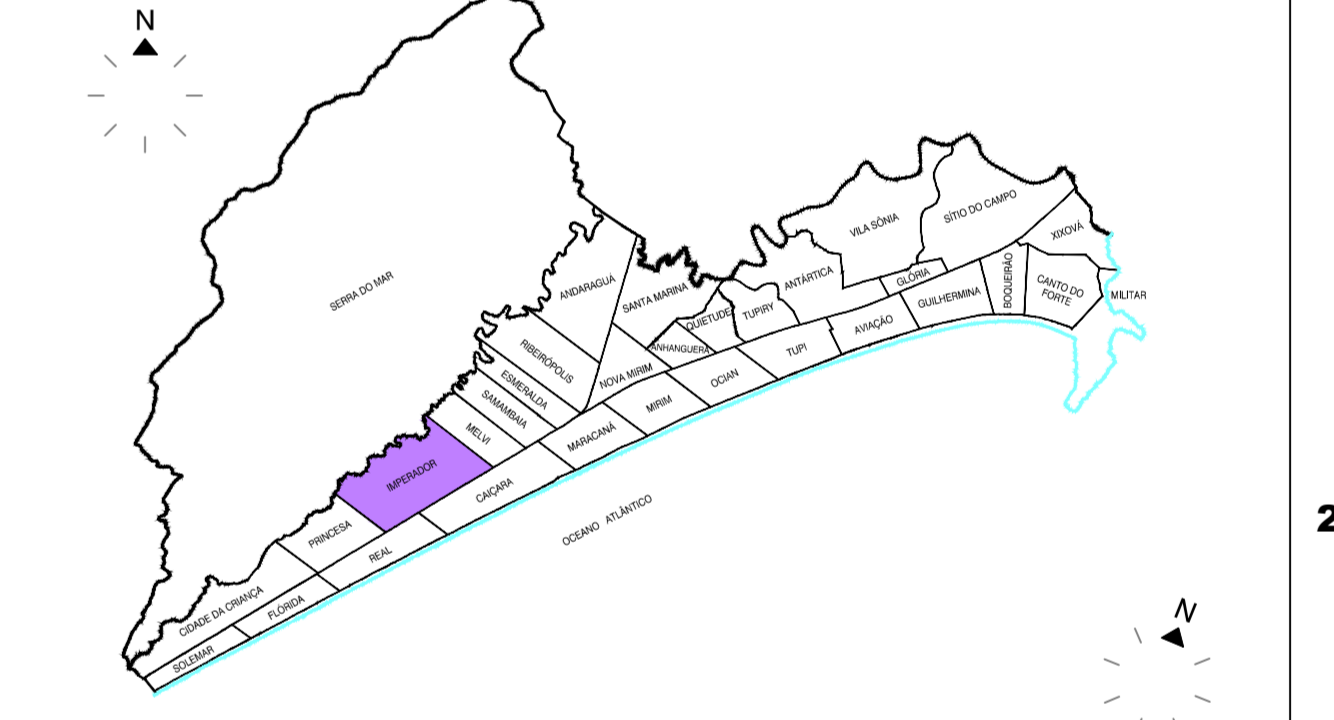 N
SÍTIO DO CAMPO
VILA SÔNIA
XIXOVÁ
SERRA DO MAR
ANDARAGUÁ
SANTA MARINA
ANTÁRTICA
GLÓRIA
GUILHERMINA
BOQUEIRÃO
CANTO DO
FORTE
MILITAR
QUIETUDE
TUPIRY
ANHANGUERA
AVIAÇÃO
TUPI
RIBEIRÓPOLIS
NOVA MIRIM
OCIAN
ESMERALDA
MIRIM
SAMAMBAIA
MELVI
MARACANÁ
IMPERADOR
CAIÇARA
OCEANO ATLÂNTICO
PRINCESA
REAL
2
CIDADE DA CRIANÇA
FLÓRIDA
SOLEMAR
N